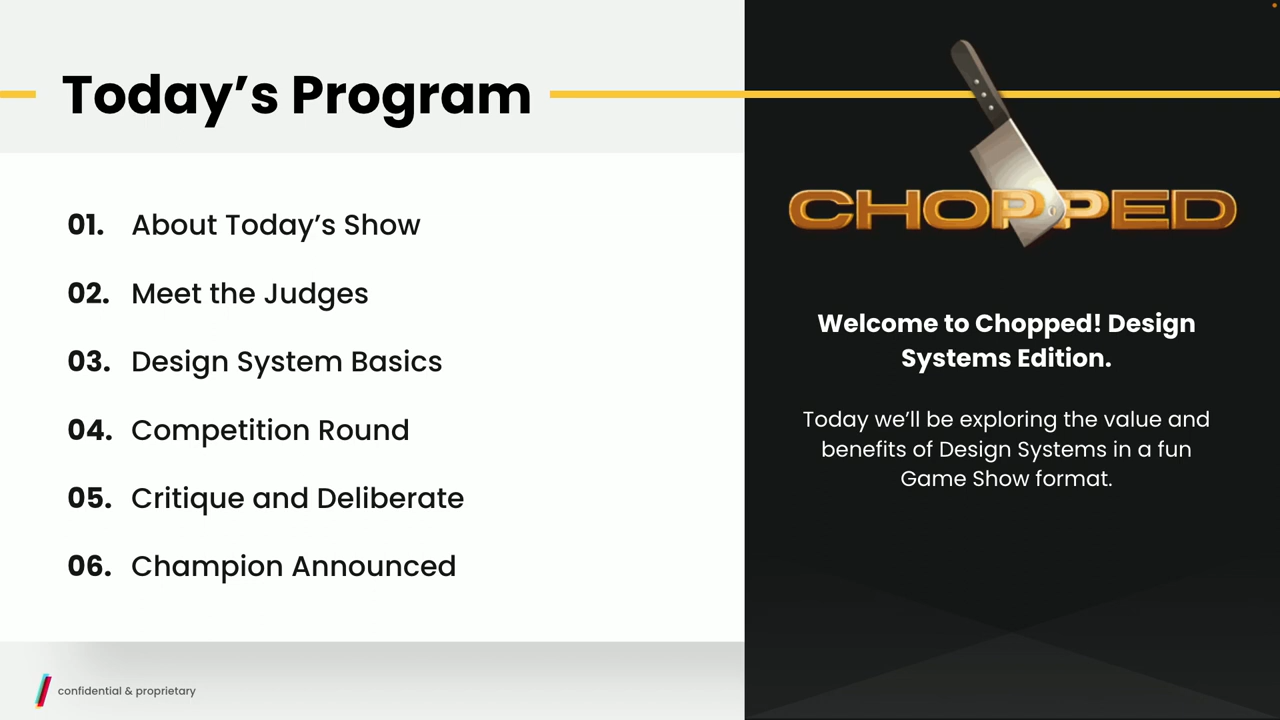 Today’s Program
01. About Today’s Show
02. Meet the Judges
03. Design System Basics
04. Competition Round
05. Critique and Deliberate
06. Champion Announced
confidential & proprietary
CHOPPED
Welcome to Chopped! Design
Systems Edition.
Today we’ll be exploring the value and
benefits of Design Systems in a fun
Game Show format.